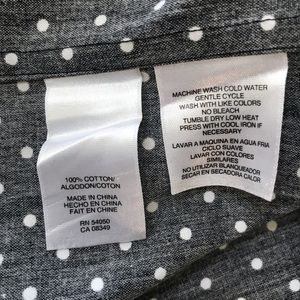 100% COTTON/
ALGODON/COTON
MADE IN CHINA
HECHO EN CHINA
FAIT EN CHINE
RN 54050
CA 08349
MACHINE WASH COLD WATER
GENTLE CYCLE
WASH WITH LIKE COLORS
NO BLEACH
TUMBLE DRY LOW HEAT
PRESS WITH COOL IRON IF
NECESSARY
LAVAR A MAQUINA EN AGUA FRIA
CICLO SUAVE
LAVAR CON COLORES
SIMILARES
NO UTILIZAR BLANQUEADOR
SECAR EN SECADORA CALOR